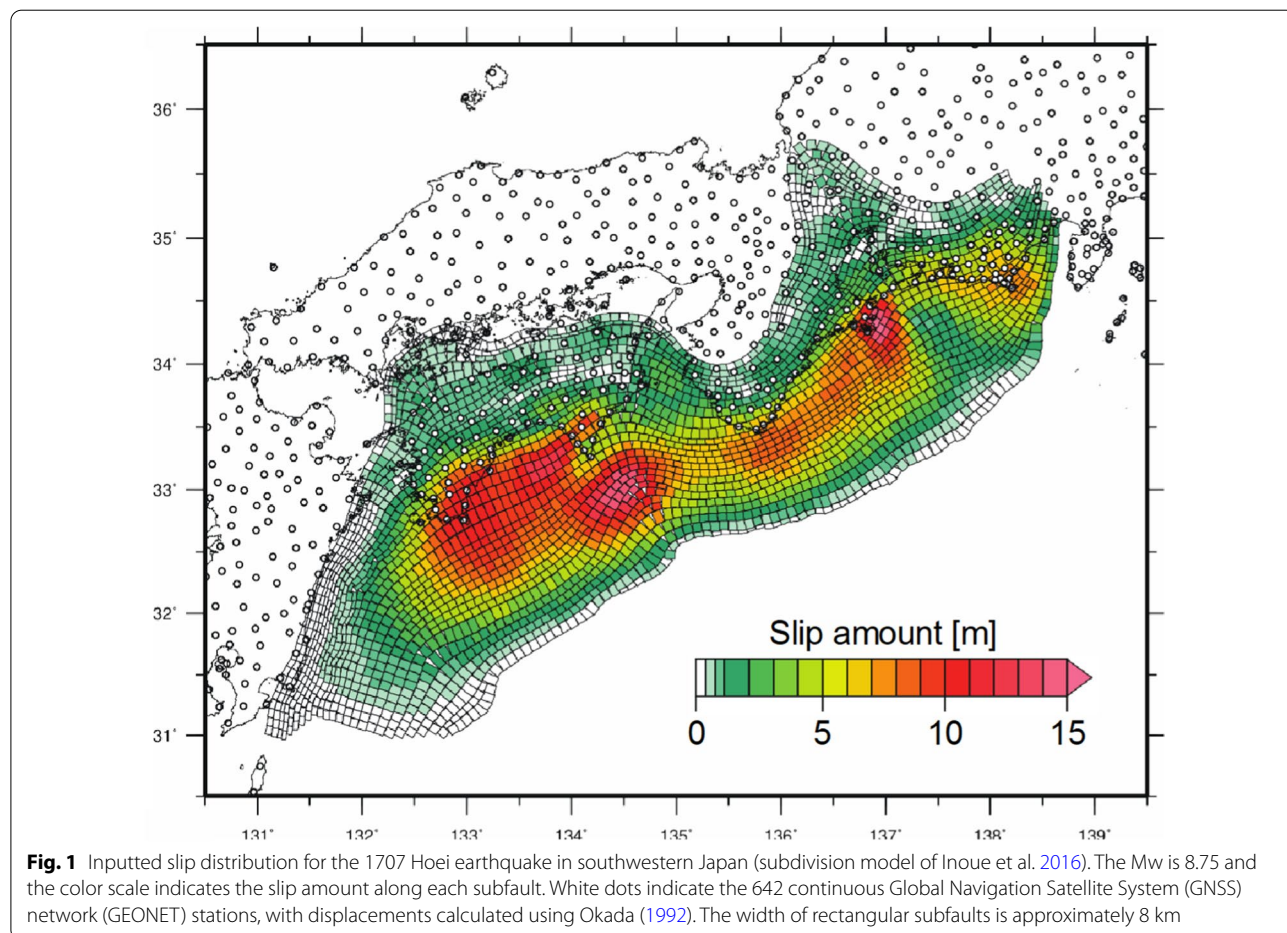 36°
35°
34°
33°
32°
31°
Slip amount [m]
0 5 10 15
131° 132° 133° 134° 135° 136° 137° 138° 139°
Fig. 1 Inputted slip distribution for the 1707 Hoei earthquake in southwestern Japan (subdivision model of Inoue et al. 2016). The Mw is 8.75 and
the color scale indicates the slip amount along each subfault. White dots indicate the 642 continuous Global Navigation Satellite System (GNSS)
network (GEONET) stations, with displacements calculated using Okada (1992). The width of rectangular subfaults is approximately 8 km